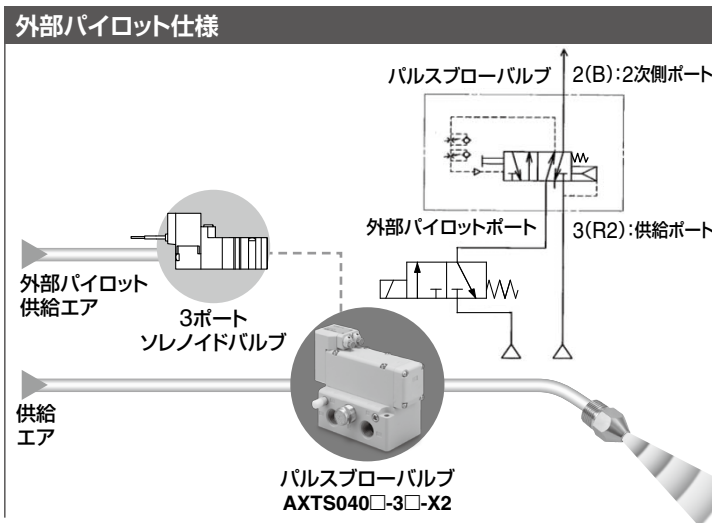 外部パイロット仕様
パルスブローバルブ
2(B):2次側ポート
外部パイロットポート
3(R2):供給ポート
外部パイロット
供給エア
3ポート
ソレノイドバルブ
供給
エア
パルスブローバルブ
AXTS040□-3□-X2